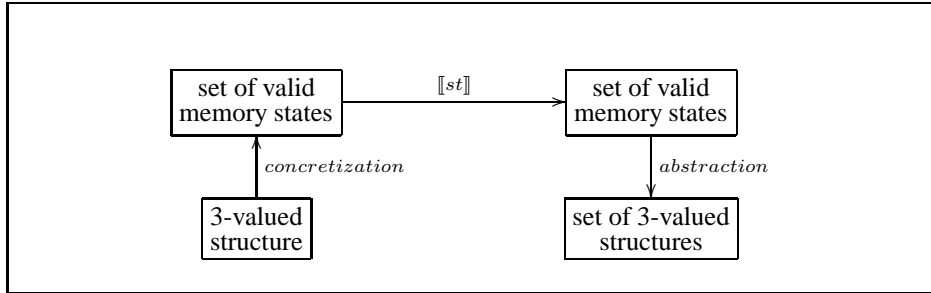 set of valid
memory states
⟦st⟧
set of valid
memory states
concretization
abstraction
3-valued
structure
set of 3-valued
structures